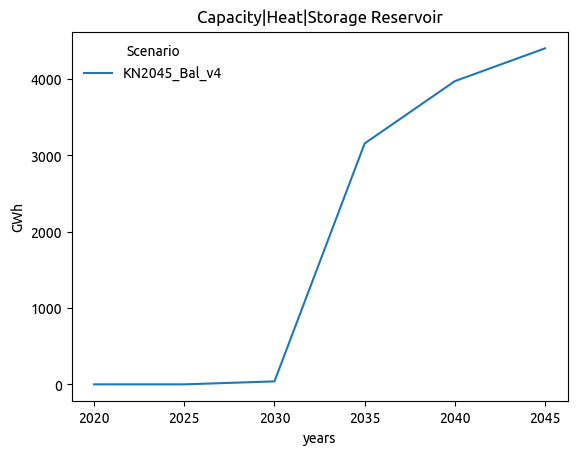 Capacity|Heat|Storage Reservoir
Scenario
KN2045_Bal_v4
4000
3000
2000
1000
0
GWh
2020 2025 2030 2035 2040 2045
years